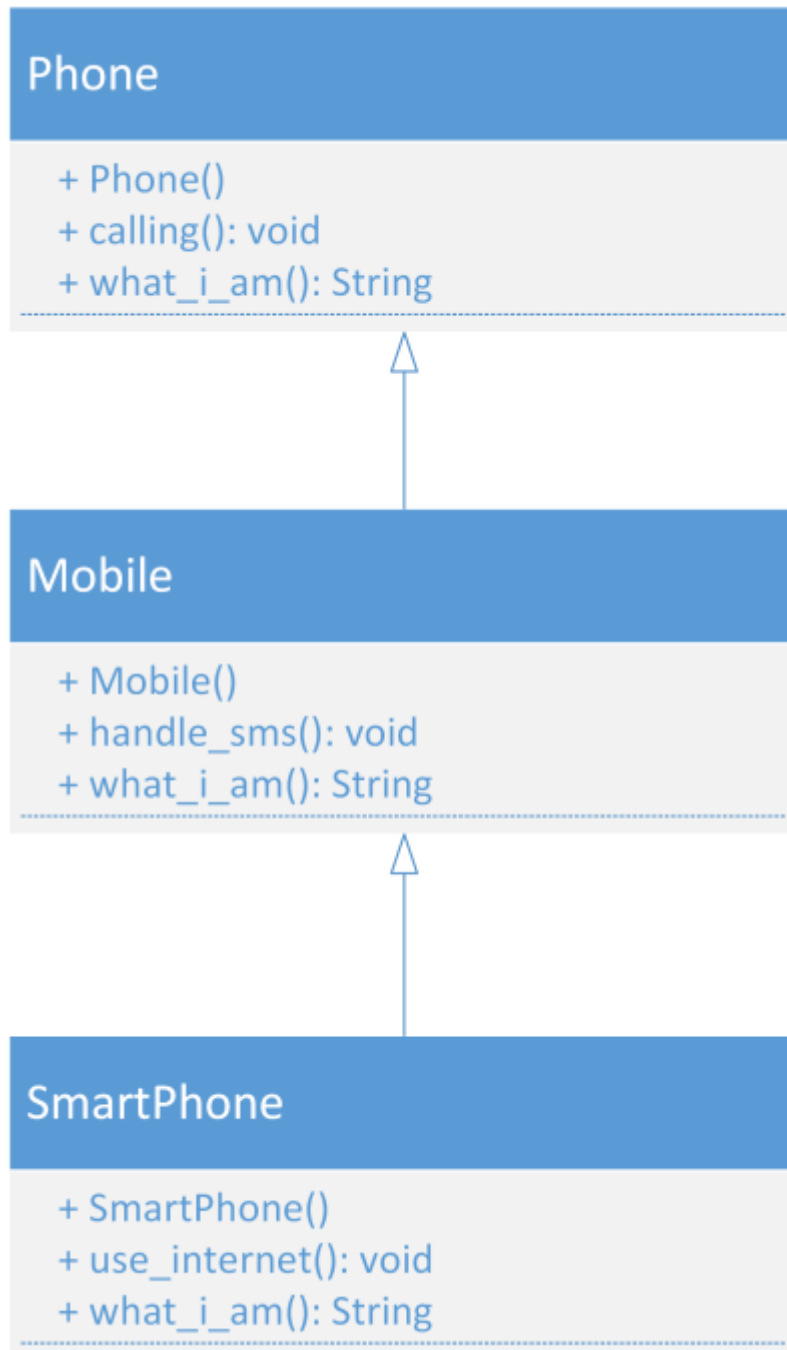 Phone
+ Phone()
+ calling(): void
+ what_i_am(): String
Mobile
+ Mobile()
+ handle_sms(): void
+ what_i_am(): String
SmartPhone
+ SmartPhone()
+ use_internet(): void
+ what_i_am(): String